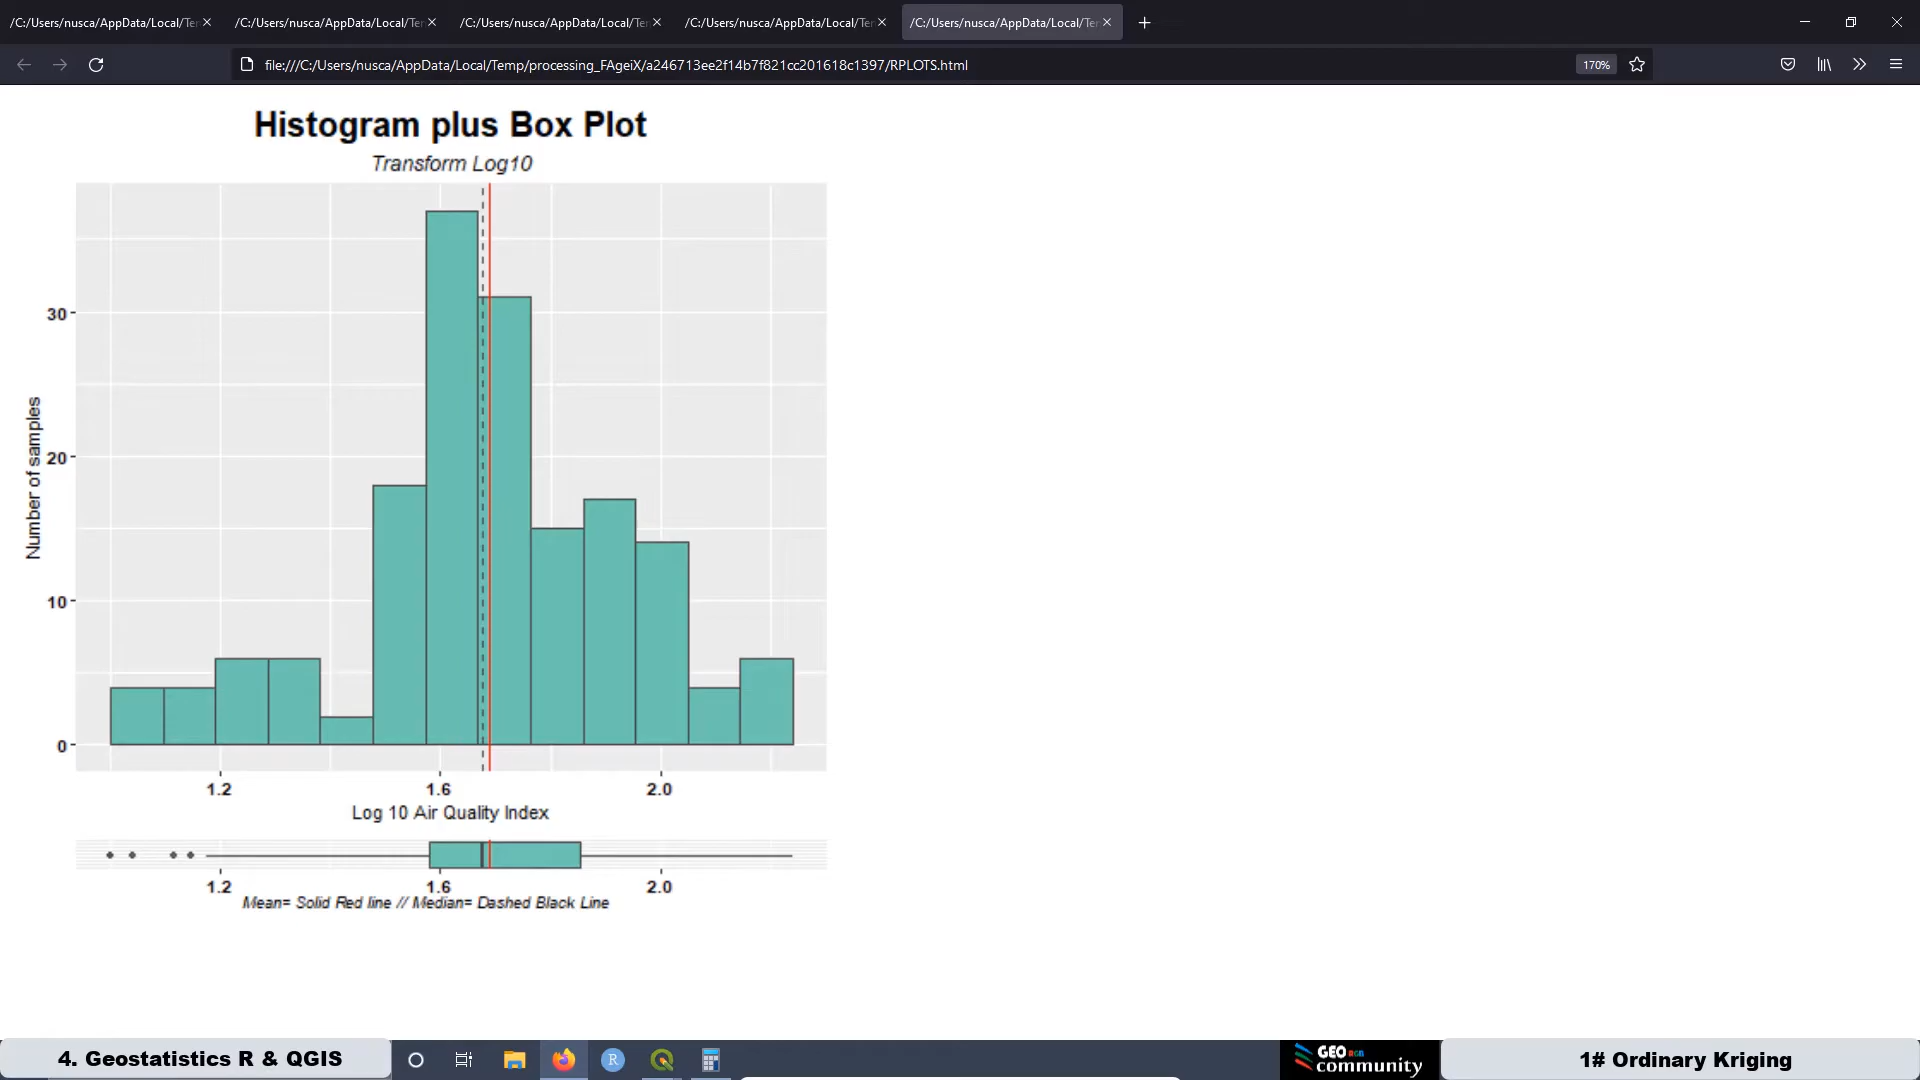 /C:/Users/nusca/AppData/Local/Te
/C:/Users/nusca/AppData/Local/Te
/C:/Users/nusca/AppData/Local/Te
/C:/Users/nusca/AppData/Local/Te
/C:/Users/nusca/AppData/Local/Te
file:///C:/Users/nusca/AppData/Local/Temp/processing_FAgeiX/a246713ee2f14b7f821cc201618c1397/RPLOTS.html
170%
Histogram plus Box Plot
Transform Log10
Number of samples
30
20
10
0
1.2 1.6 2.0
Log 10 Air Quality Index
1.2 1.6 2.0
Mean= Solid Red line // Median= Dashed Black Line
4. Geostatistics R & QGIS
R
GEO
community
1# Ordinary Kriging